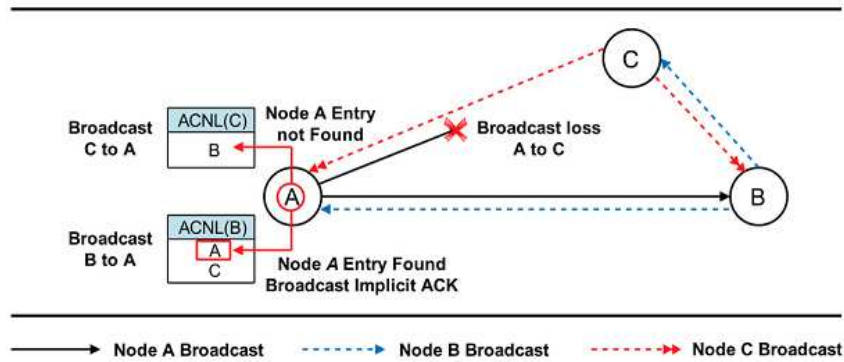 C
Node A Entry
not Found
Broadcast
C to A
ACNL(C)
B
Broadcast loss
A to C
A
B
Broadcast
B to A
ACNL(B)
A
C
Node A Entry Found
Broadcast Implicit ACK
Node A Broadcast
Node B Broadcast
Node C Broadcast